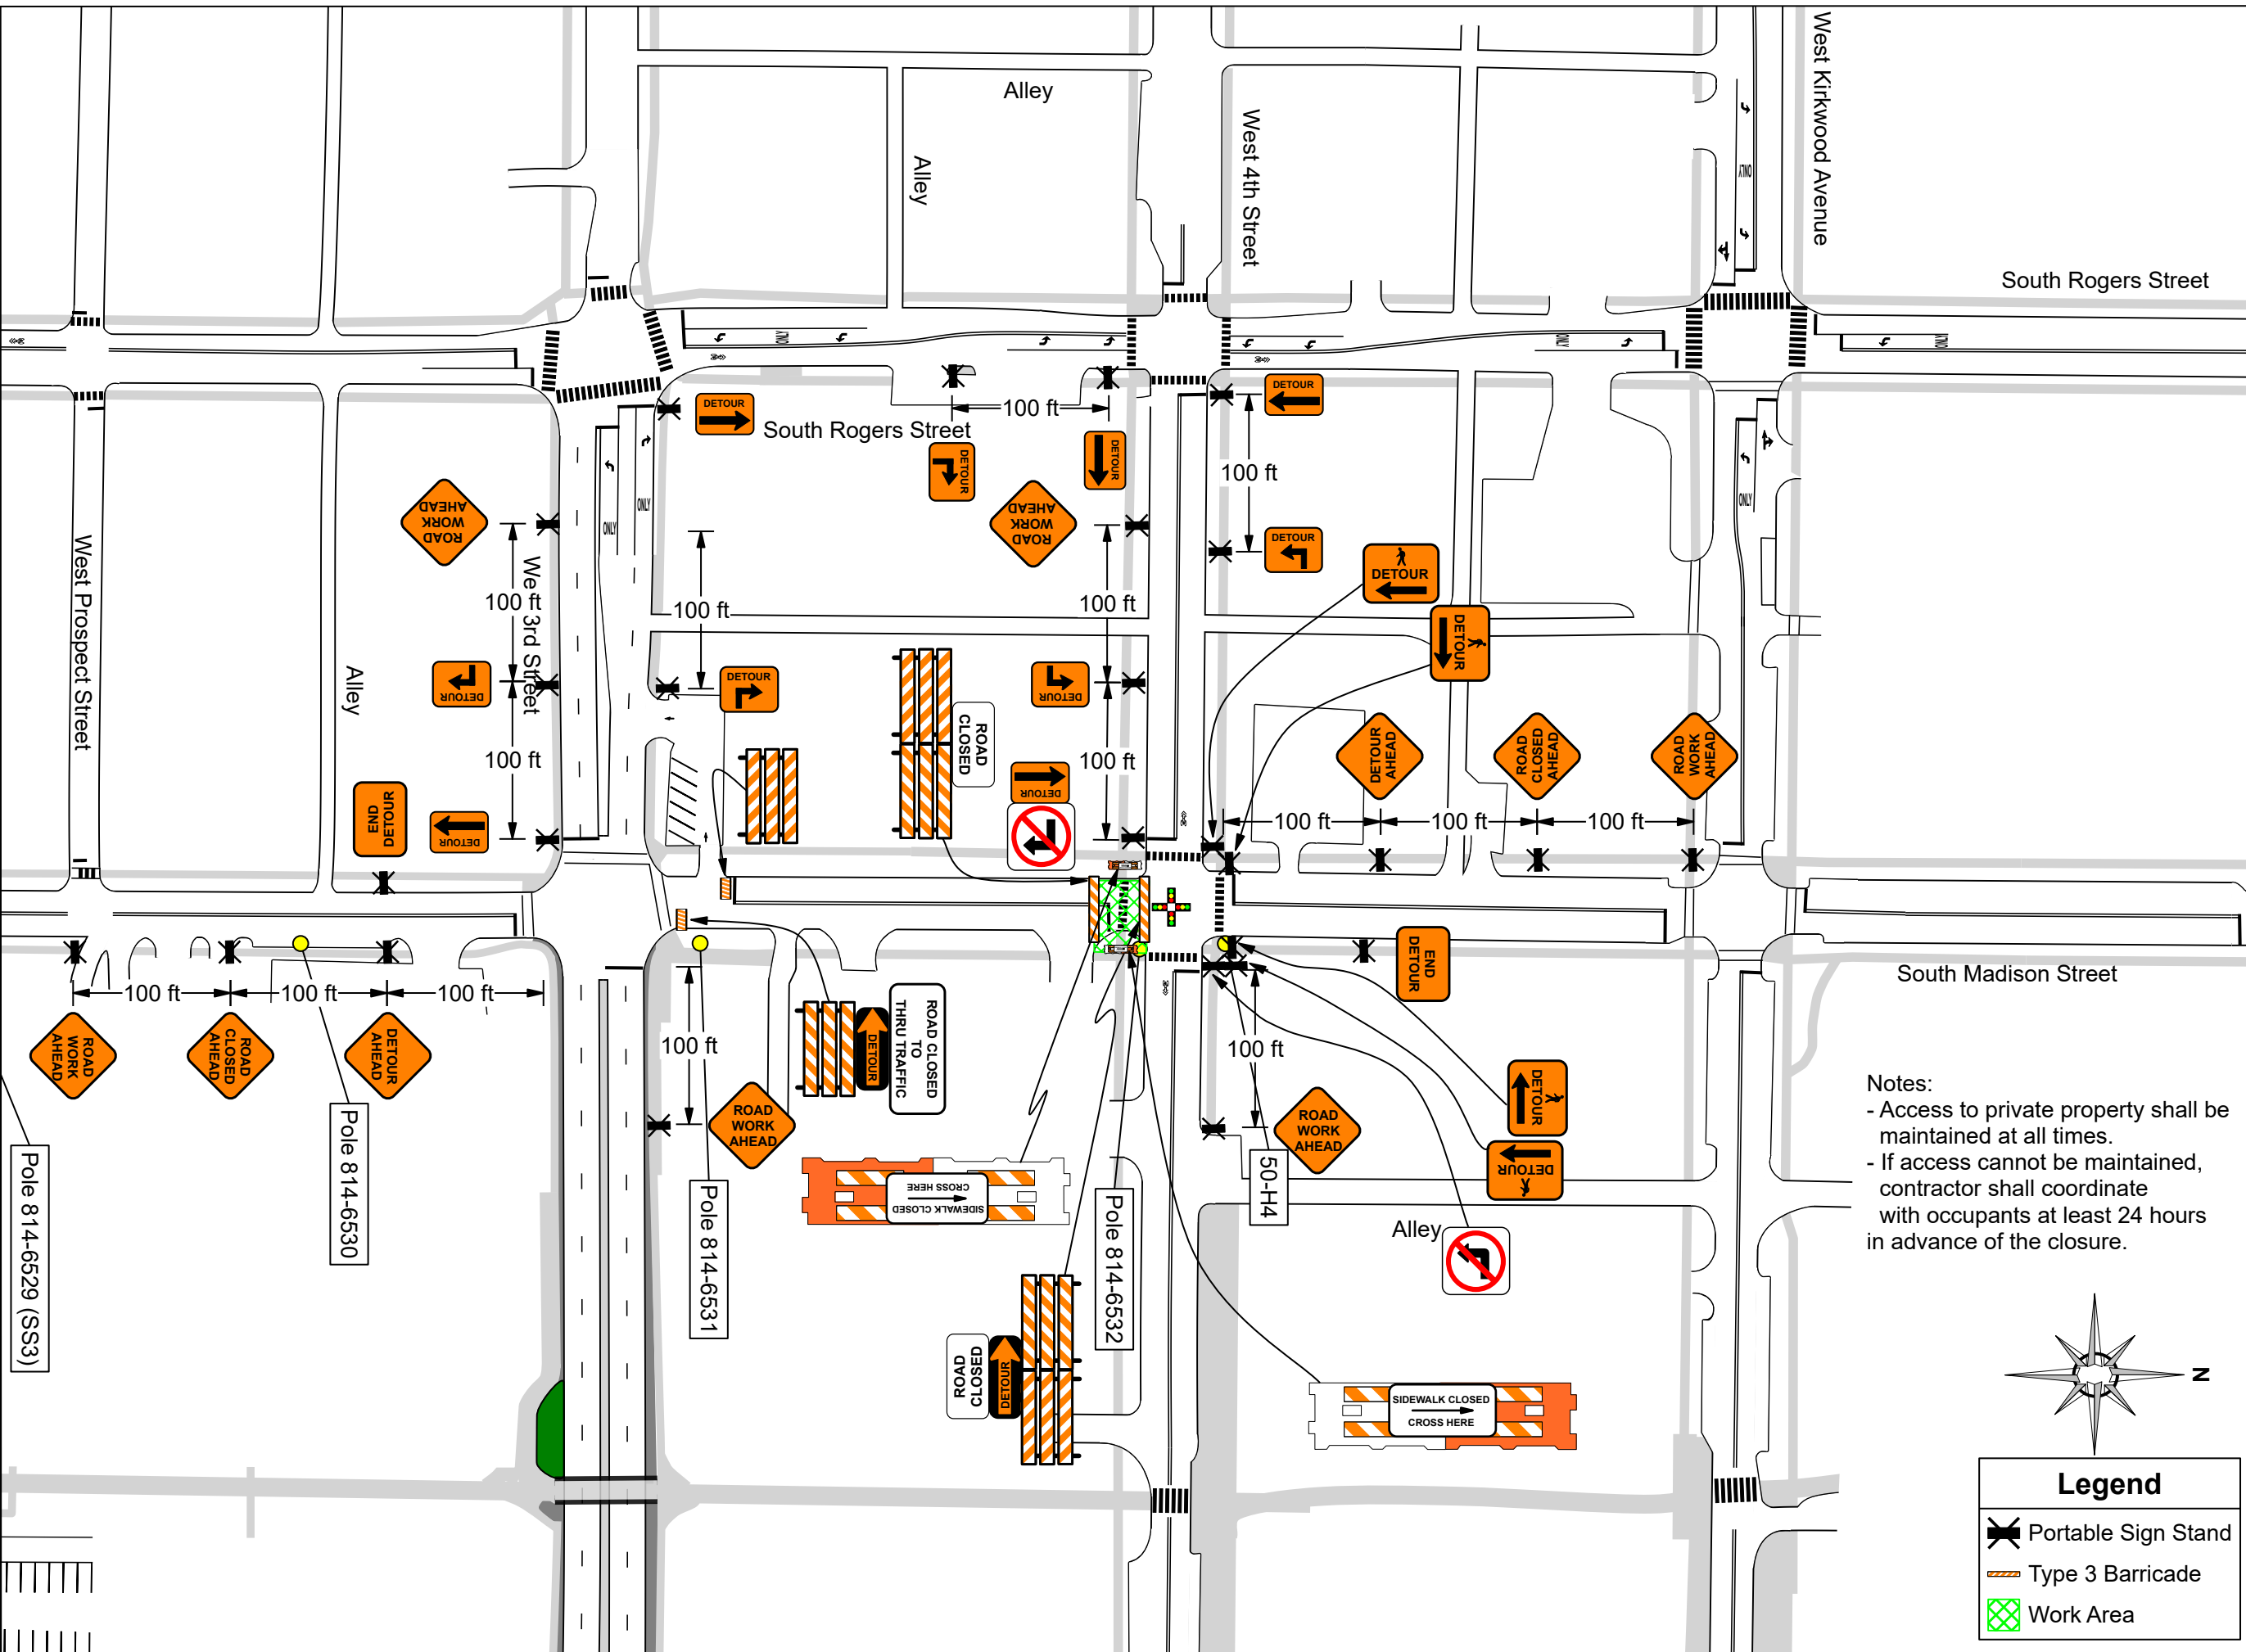 Alley
Alley
West 4th Street
West Kirkwood Avenue
South Rogers Street
ONLY
ONLY
ONLY
ONLY
DETOUR
South Rogers Street
100 ft
DETOUR
DETOUR
DETOUR
100 ft
DETOUR
ROAD
WORK
AHEAD
ROAD
WORK
AHEAD
ONLY
ONLY
ONLY
West Prospect Street
Alley
We 3rd Street
100 ft
100 ft
100 ft
100 ft
100 ft
DETOUR
DETOUR
DETOUR
DETOUR
DETOUR
END
DETOUR
DETOUR
ROAD
CLOSED
DETOUR
DETOUR
AHEAD
ROAD
CLOSED
AHEAD
ROAD
WORK
AHEAD
100 ft
100 ft
100 ft
END
DETOUR
South Madison Street
100 ft
100 ft
100 ft
ROAD
WORK
AHEAD
ROAD
CLOSED
AHEAD
DETOUR
AHEAD
100 ft
ROAD CLOSED
TO
THRU TRAFFIC
DETOUR
100 ft
ROAD
WORK
AHEAD
ROAD
WORK
AHEAD
DETOUR
DETOUR
Pole 814-6529 (SS3)
Pole 814-6530
Pole 814-6531
Pole 814-6532
50-H4
Alley
SIDEWALK CLOSED
CROSS HERE
ROAD
CLOSED
DETOUR
SIDEWALK CLOSED
CROSS HERE
Notes:
- Access to private property shall be
maintained at all times.
- If access cannot be maintained,
contractor shall coordinate
with occupants at least 24 hours
in advance of the closure.
N
Legend
Portable Sign Stand
Type 3 Barricade
Work Area